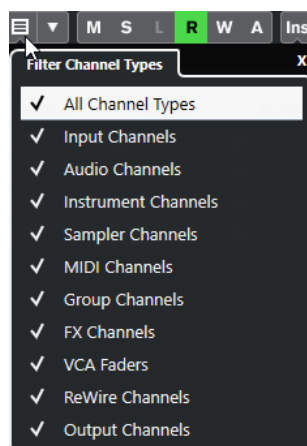 M S L R W A Ins
Filter Channel Types X
All Channel Types
Input Channels
Audio Channels
Instrument Channels
Sampler Channels
MIDI Channels
Group Channels
FX Channels
VCA Faders
ReWire Channels
Output Channels